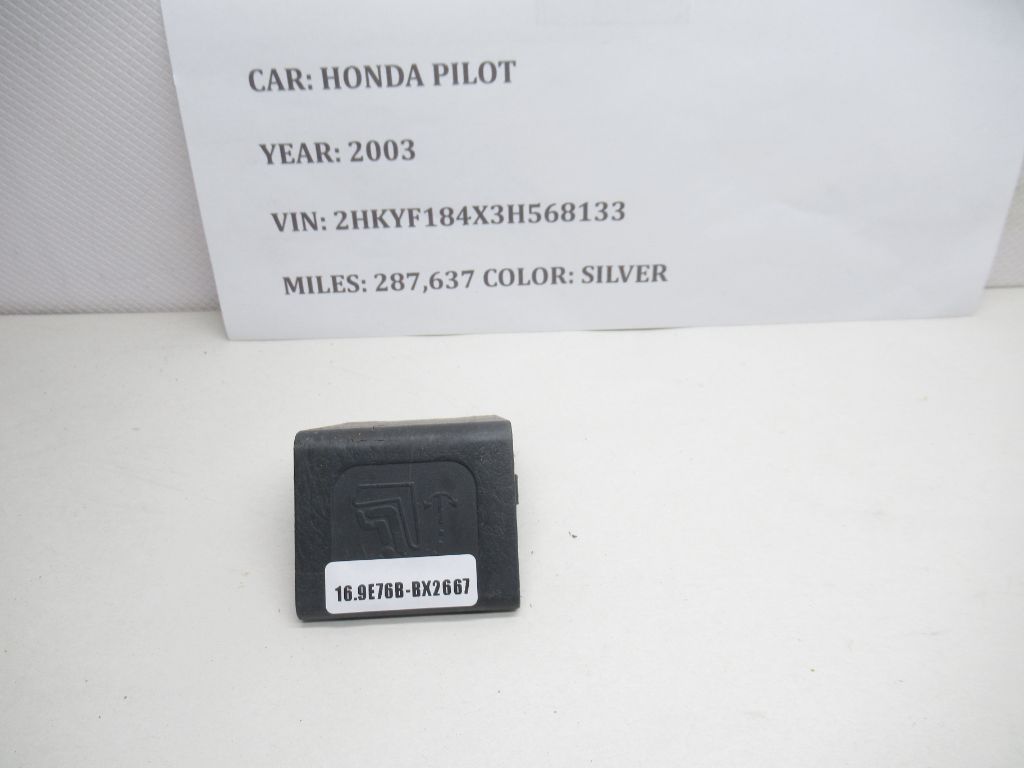 CAR: HONDA PILOT
YEAR: 2003
VIN: 2HKYF184X3H568133
MILES: 287,637 COLOR: SILVER
16.9E76B-BX2667